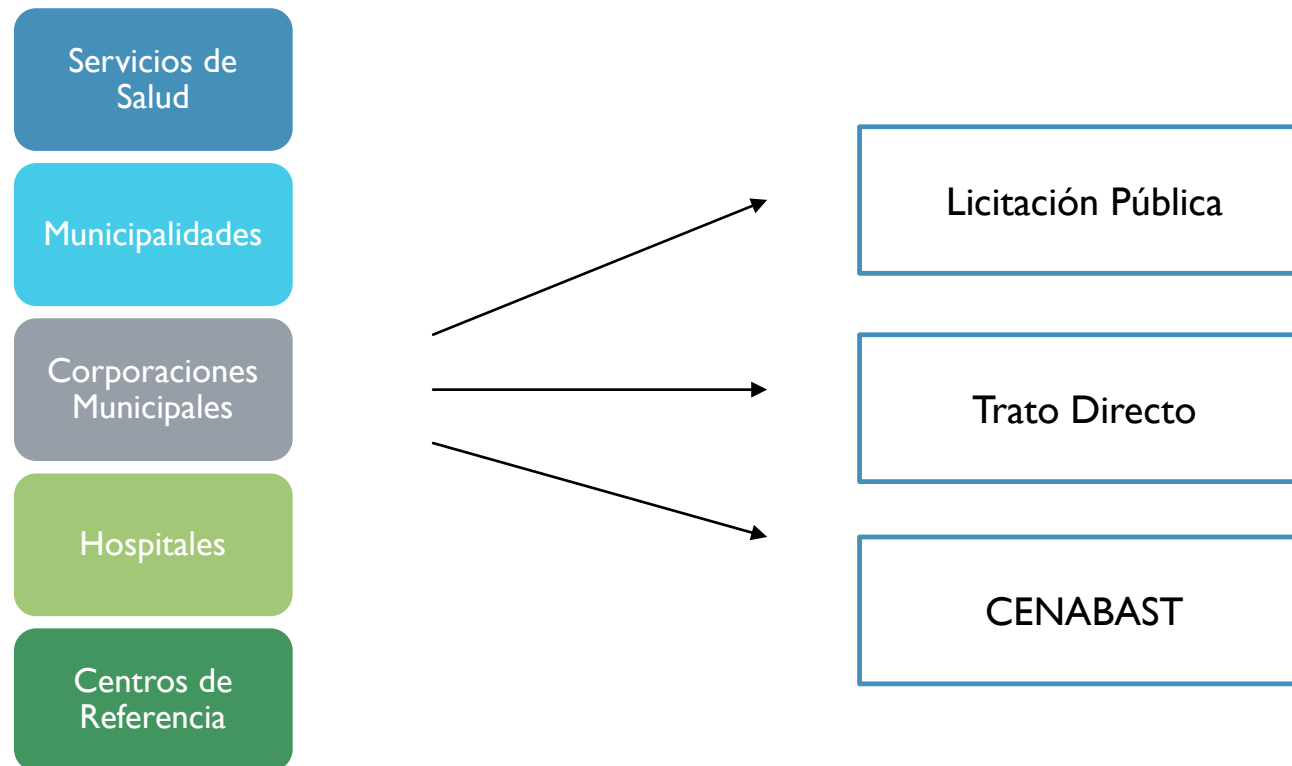 Servicios de
Salud
Municipalidades
Corporaciones
Municipales
Hospitales
Centros de
Referencia
Licitación Pública
Trato Directo
CENABAST